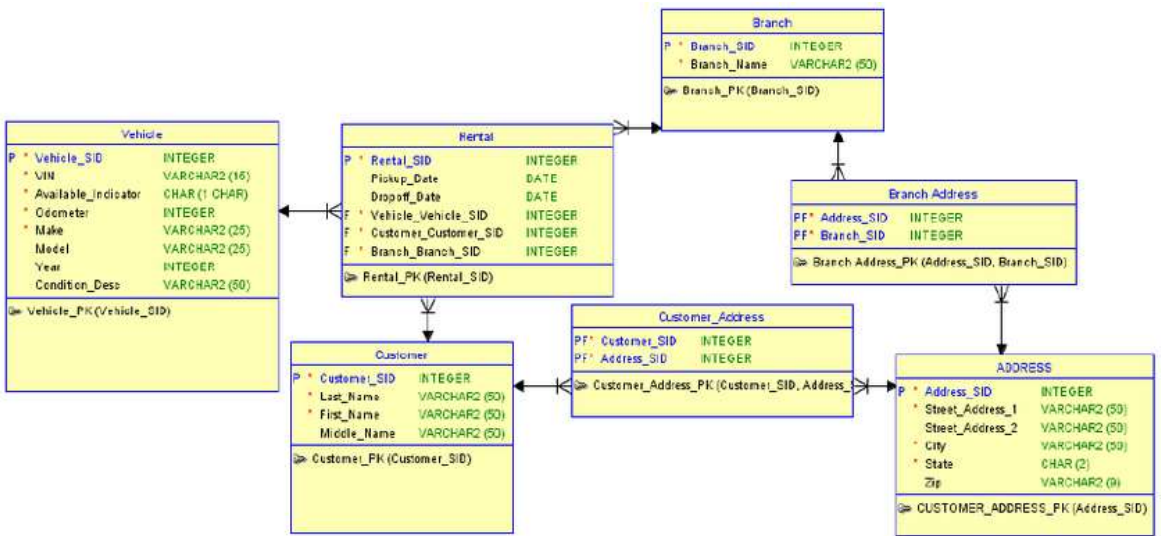 Branch
P * Branch_SID INTEGER
* Branch_Name VARCHAR2 (50)
Branch_PK (Branch_SID)
Vehicle
P * Vehicle_SID INTEGER
* VIN VARCHAR2 (15)
* Available_Indicator CHAR (1 CHAR)
* Odometer INTEGER
* Make VARCHAR2 (25)
Model VARCHAR2 (25)
Year INTEGER
Condition_Desc VARCHAR2 (50)
Vehicle_PK (Vehicle_SID)
Rental
P * Rental_SID INTEGER
Pickup_Date DATE
Dropoff_Date DATE
F * Vehicle_Vehicle_SID INTEGER
F * Customer_Customer_SID INTEGER
F * Branch_Branch_SID INTEGER
Rental_PK (Rental_SID)
Branch Address
PF* Address_SID INTEGER
PF* Branch_SID INTEGER
Branch Address_PK (Address_SID, Branch_SID)
Customer_Address
PF* Customer_SID INTEGER
PF* Address_SID INTEGER
Customer_Address_PK (Customer_SID, Address_
Customer
P * Customer_SID INTEGER
* Last_Name VARCHAR2 (50)
* First_Name VARCHAR2 (50)
Middle_Name VARCHAR2 (50)
Customer_PK (Customer_SID)
ADDRESS
P * Address_SID INTEGER
* Street_Address_1 VARCHAR2 (50)
Street_Address_2 VARCHAR2 (50)
* City VARCHAR2 (50)
* State CHAR (2)
Zip VARCHAR2 (9)
CUSTOMER_ADDRESS_PK (Address_SID)